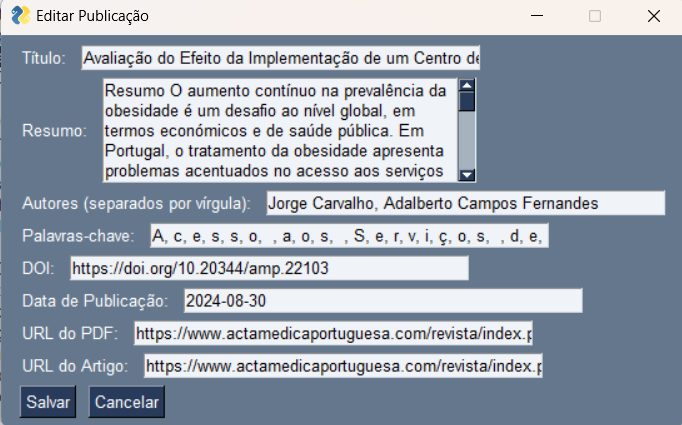 Editar Publicação
Título: Avaliação do Efeito da Implementação de um Centro de
Resumo: Resumo O aumento contínuo na prevalência da
obesidade é um desafio ao nível global, em
termos económicos e de saúde pública. Em
Portugal, o tratamento da obesidade apresenta
problemas acentuados no acesso aos serviços
Autores (separados por vírgula): Jorge Carvalho, Adalberto Campos Fernandes
Palavras-chave: A, c, e, s, s, o,  , a, o, s,  , S, e, r, v, i, ç, o, s,  , d, e,
DOI: https://doi.org/10.20344/amp.22103
Data de Publicação: 2024-08-30
URL do PDF: https://www.actamedicaportuguesa.com/revista/index.p
URL do Artigo: https://www.actamedicaportuguesa.com/revista/index.p
Salvar Cancelar